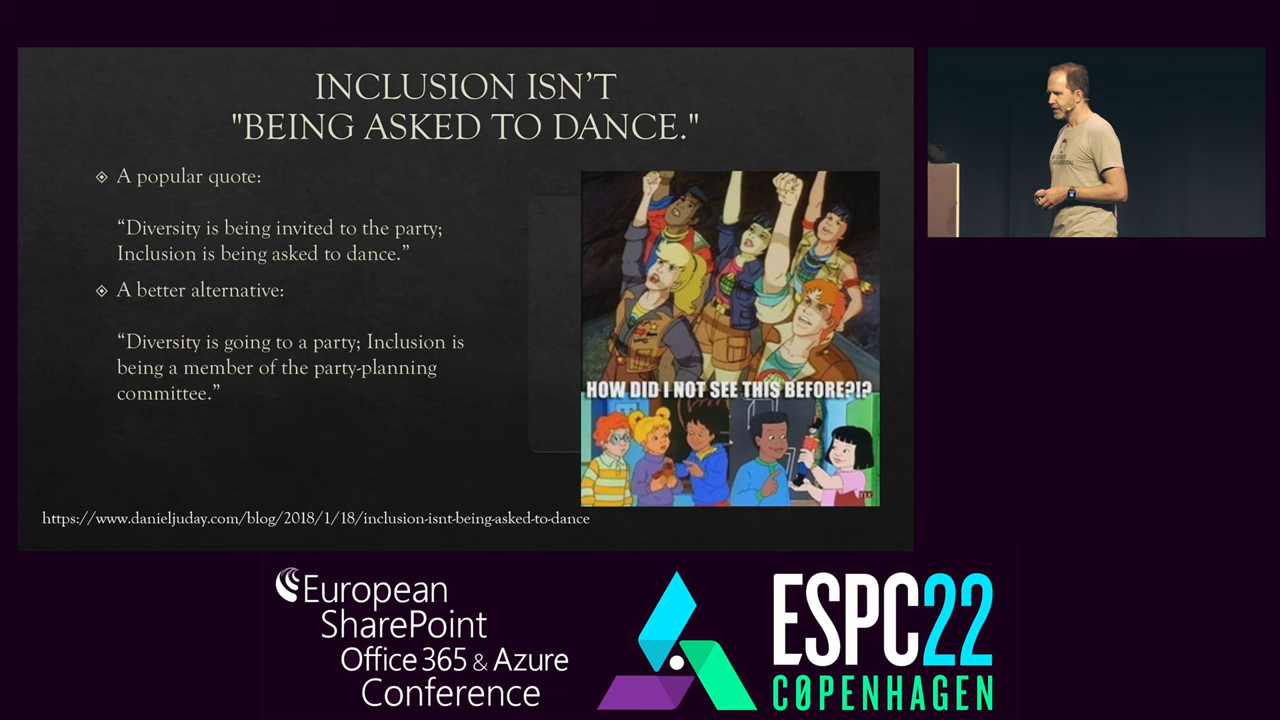 INCLUSION ISN'T
"BEING ASKED TO DANCE."
A popular quote:
“Diversity is being invited to the party;
Inclusion is being asked to dance.”
A better alternative:
“Diversity is going to a party; Inclusion is
being a member of the party-planning
committee.”
HOW DID I NOT SEE THIS BEFORE?!?
https://www.danieljuday.com/blog/2018/1/18/inclusion-isnt-being-asked-to-dance
European
SharePoint
Office 365 & Azure
Conference
ESPC22
CØPENHAGEN